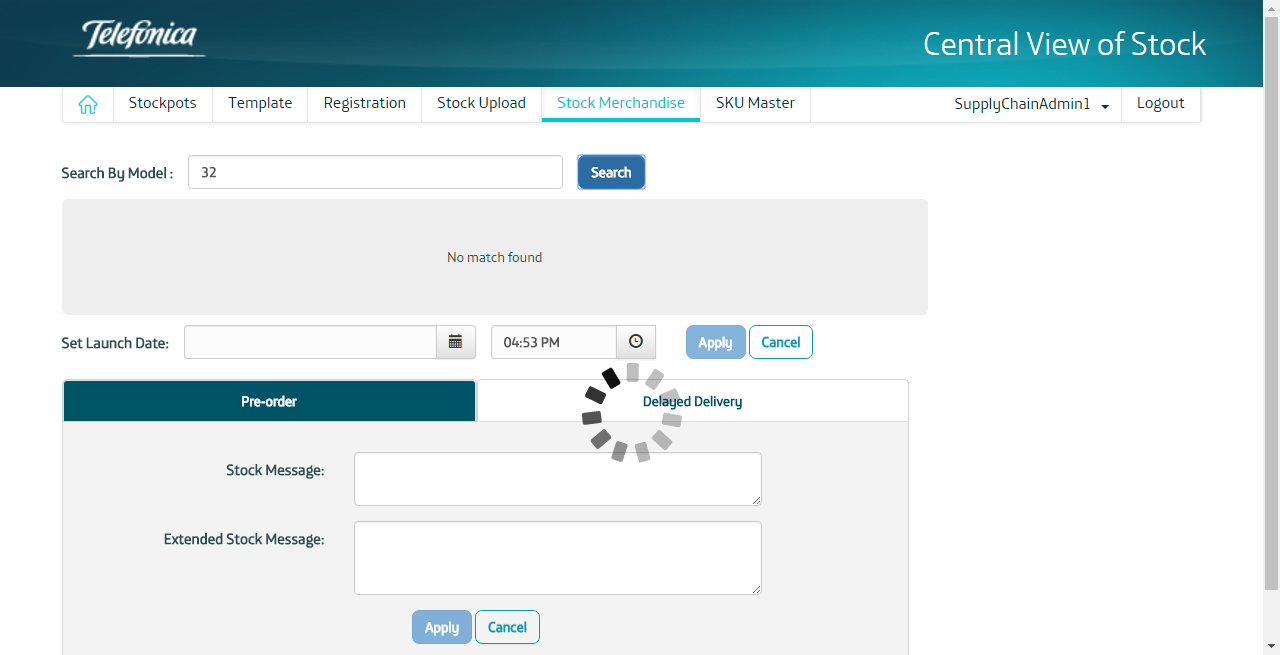 Telefónica
Central View of Stock
Stockpots Template Registration Stock Upload Stock Merchandise SKU Master SupplyChainAdmin1 Logout
Search By Model : 32 Search
No match found
Set Launch Date: 04:53 PM Apply Cancel
Pre-order Delayed Delivery
Stock Message:
Extended Stock Message:
Apply Cancel